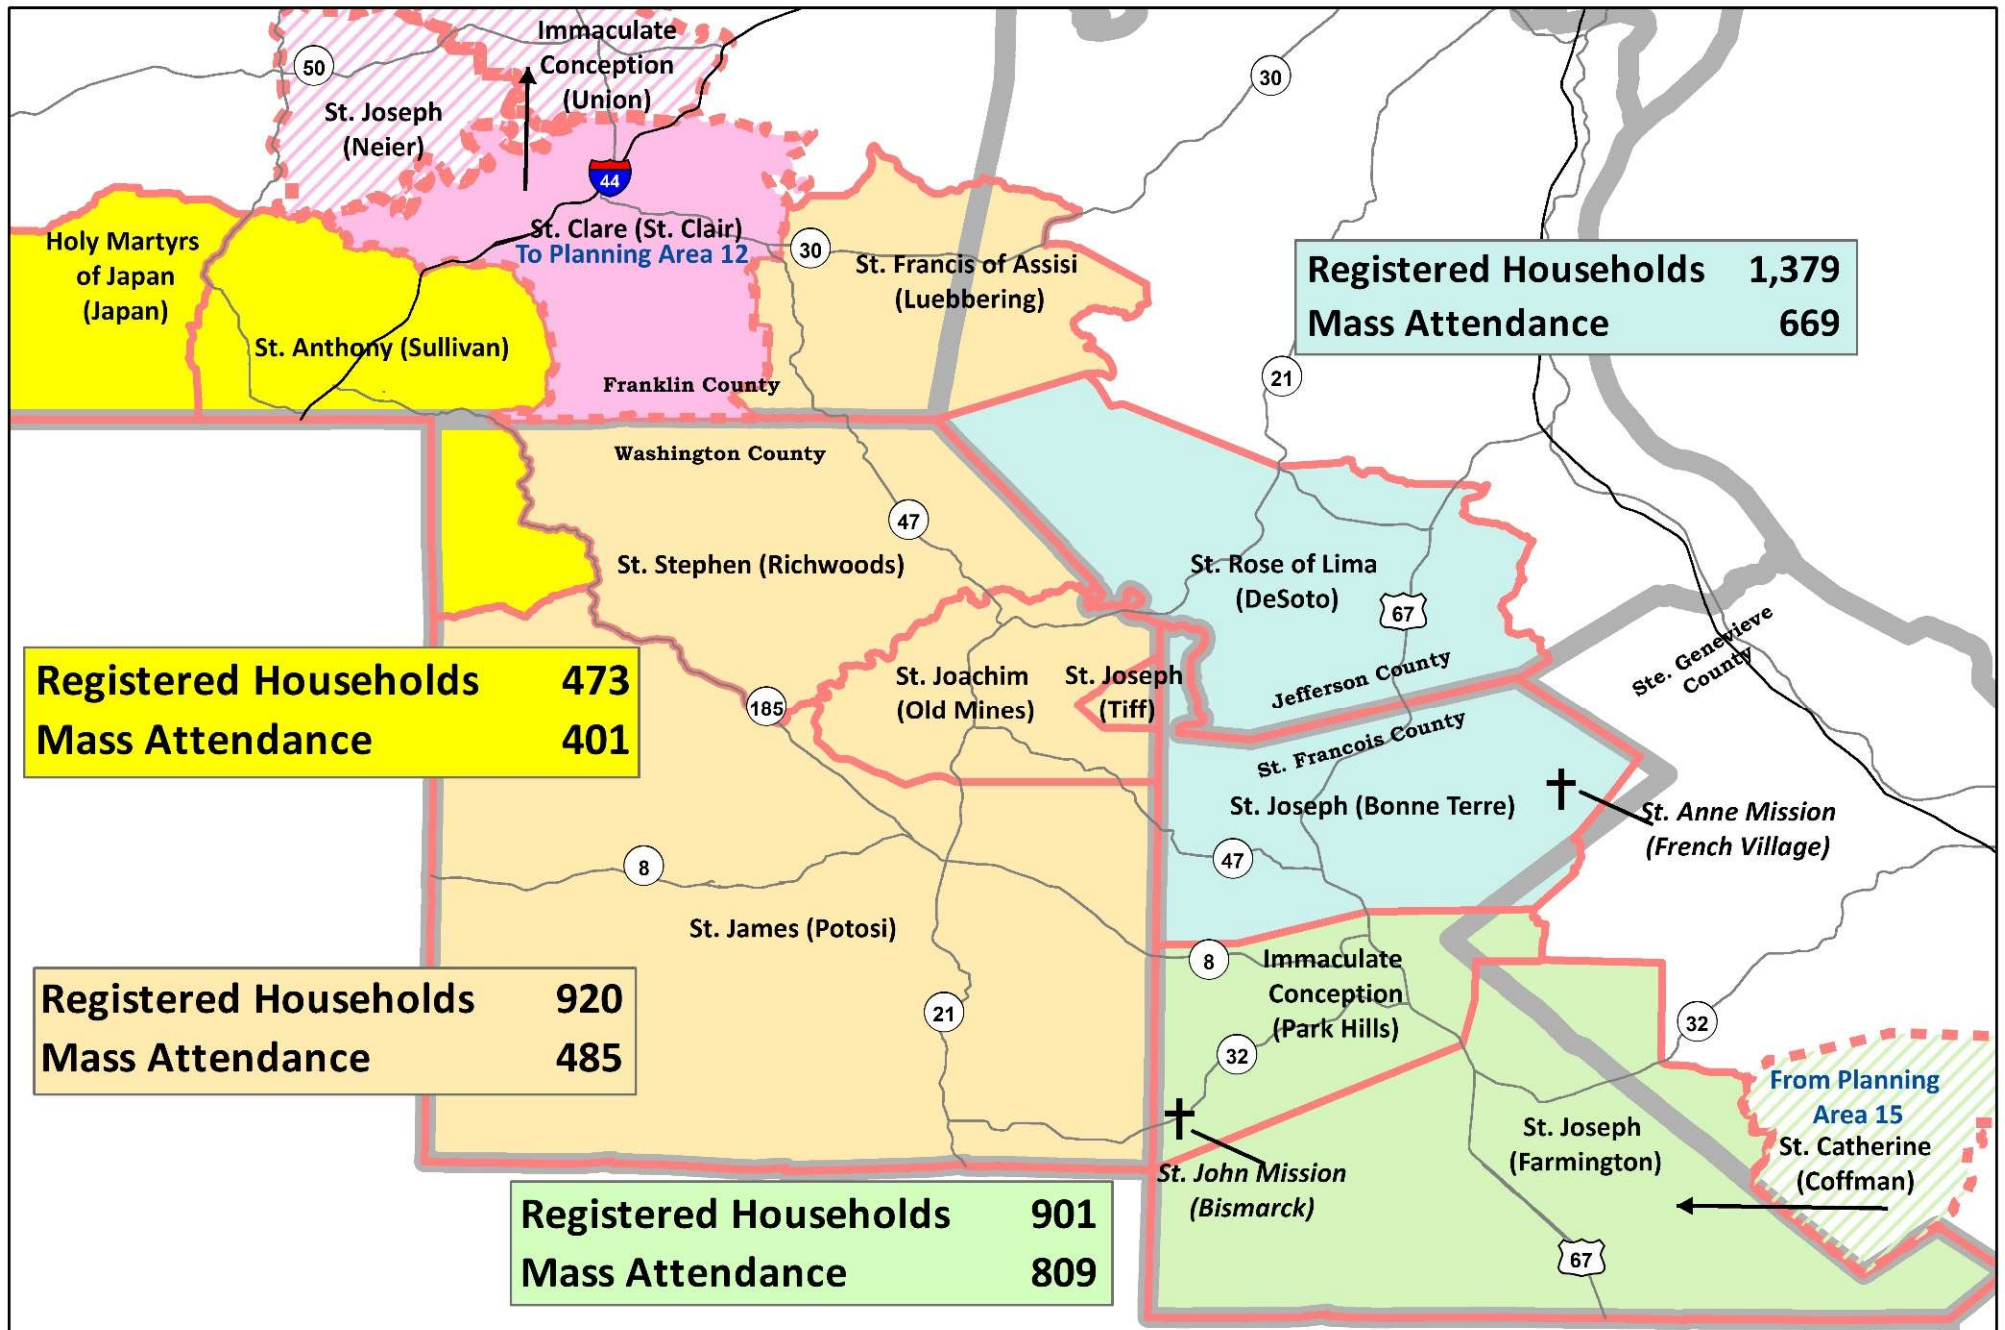 Immaculate
Conception
(Union)
50
30
St. Joseph
(Neier)
44
St. Clare (St. Clair)
To Planning Area 12
30
Holy Martyrs
of Japan
(Japan)
St. Francis of Assisi
(Luebbering)
Registered Households 1,379
Mass Attendance 669
St. Anthony (Sullivan)
Franklin County
21
Washington County
47
St. Stephen (Richwoods)
St. Rose of Lima
(DeSoto)
67
Ste. Genevieve
County
Registered Households 473
Mass Attendance 401
185
St. Joachim
(Old Mines)
St. Joseph
(Tiff)
Jefferson County
St. Francois County
St. Joseph (Bonne Terre)
St. Anne Mission
(French Village)
8
47
St. James (Potosi)
8
Immaculate
Conception
(Park Hills)
Registered Households 920
Mass Attendance 485
21
32
32
From Planning
Area 15
St. Catherine
(Coffman)
St. Joseph
(Farmington)
St. John Mission
(Bismarck)
Registered Households 901
Mass Attendance 809
67